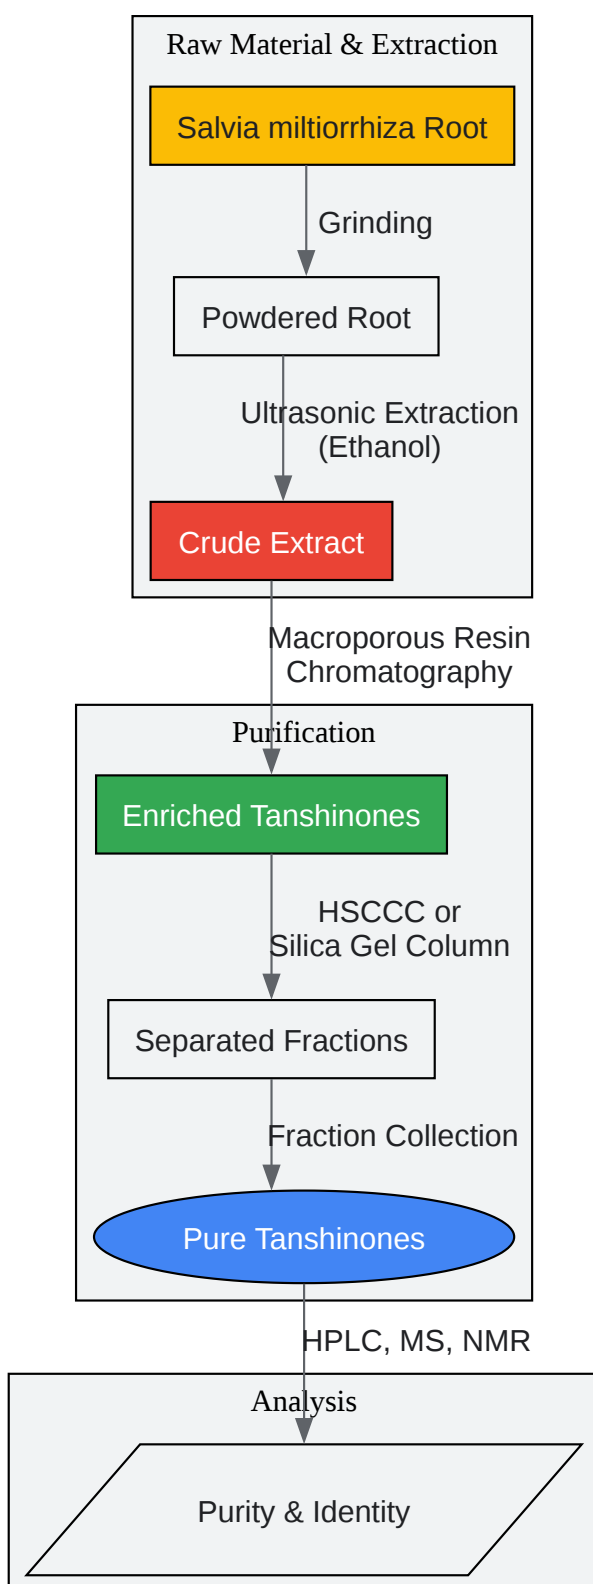 Raw Material & Extraction
Salvia miltiorrhiza Root
Grinding
Powdered Root
Ultrasonic Extraction
(Ethanol)
Crude Extract
Macroporous Resin
Chromatography
Purification
Enriched Tanshinones
HSCCC or
Silica Gel Column
Separated Fractions
Fraction Collection
Pure Tanshinones
HPLC, MS, NMR
Analysis
Purity & Identity